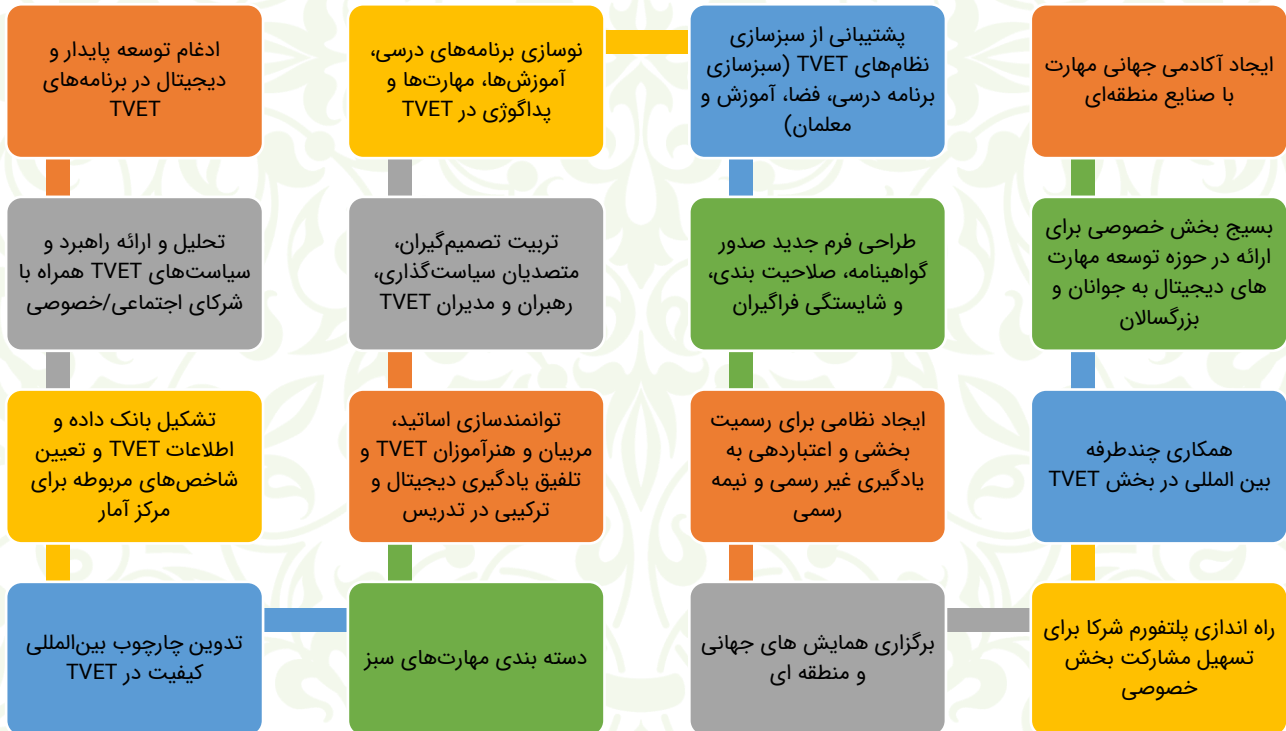 ایجاد آکادمی جهانی مهارت
با صنایع منطقه‌ای
بسیج بخش خصوصی برای
ارائه در حوزه توسعه مهارت
های دیجیتال به جوانان و
بزرگسالان
همکاری چندطرفه
بین المللی در بخش TVET
راه اندازی پلتفورم شرکا برای
تسهیل مشارکت بخش
خصوصی
برگزاری همایش های جهانی
و منطقه ای
ایجاد نظامی برای رسمیت
بخشی و اعتباردهی به
یادگیری غیر رسمی و نیمه
رسمی
طراحی فرم جدید صدور
گواهینامه، صلاحیت بندی،
و شایستگی فراگیران
پشتیبانی از سبزسازی
نظام‌های TVET (سبزسازی
برنامه درسی، فضا، آموزش و
معلمان)
نوسازی برنامه‌های درسی،
آموزش‌ها، مهارت‌ها و
پداگوژی در TVET
تربیت تصمیم‌گیران،
متصدیان سیاست‌گذاری،
رهبران و مدیران TVET
توانمندسازی اساتید،
مربیان و هنرآموزان TVET و
تلفیق یادگیری دیجیتال و
ترکیبی در تدریس
دسته بندی مهارت‌های سبز
تدوین چارچوب بین‌المللی
کیفیت در TVET
تشکیل بانک داده و
اطلاعات TVET و تعیین
شاخص‌های مربوطه برای
مرکز آمار
تحلیل و ارائه راهبرد و
سیاست‌های TVET همراه با
شرکای اجتماعی/خصوصی
ادغام توسعه پایدار و
دیجیتال در برنامه‌های
TVET